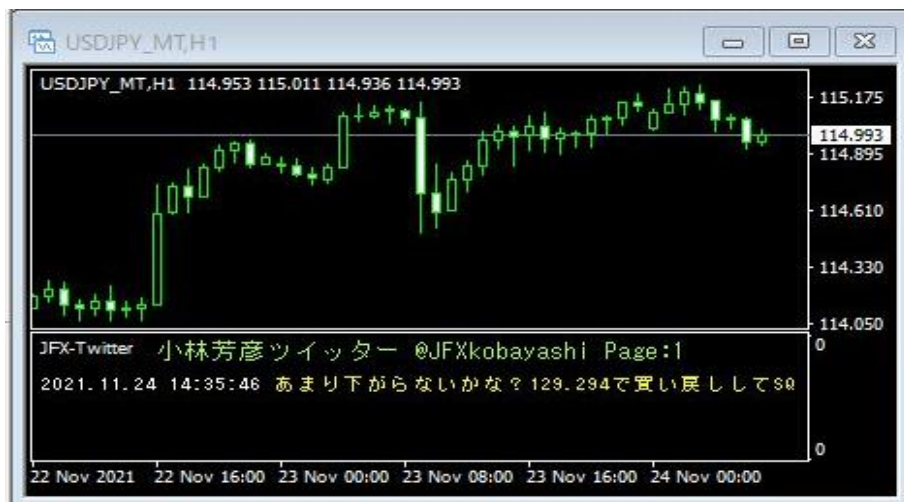 USDJPY_MT,H1
USDJPY_MT,H1 114.953 115.011 114.936 114.993
115.175
114.993
114.895
114.610
114.330
114.050
JFX-Twitter 小林芳彦ツイッター @JFXkobayashi Page:1
0
2021.11.24 14:35:46 あまり下がらないかな？129.294で買い戻ししてSQ
0
22 Nov 2021 22 Nov 16:00 23 Nov 00:00 23 Nov 08:00 23 Nov 16:00 24 Nov 00:00